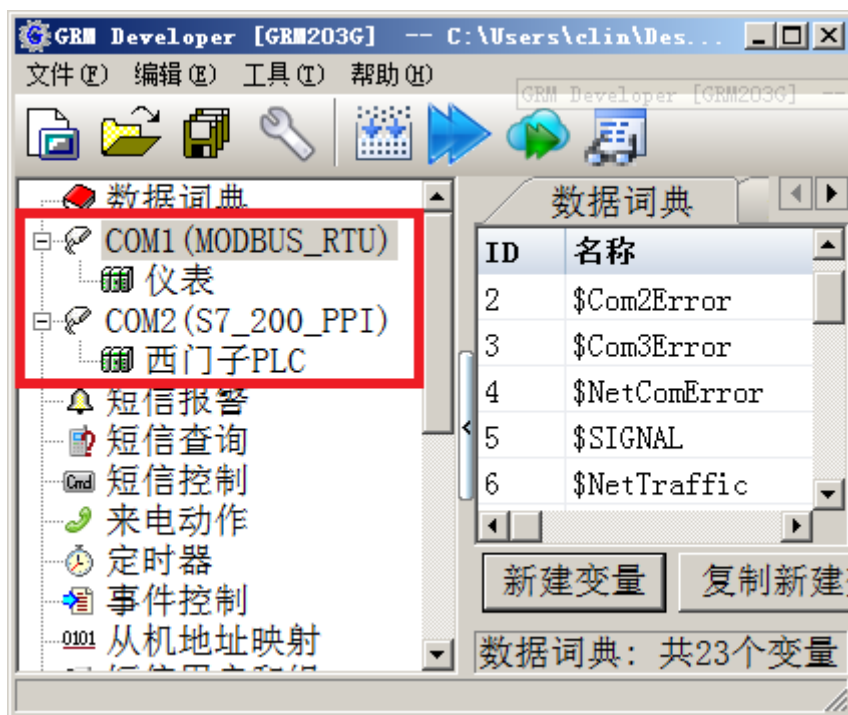 GRM Developer [GRM203G] -- C:\Users\clin\Des...
文件(F) 编辑(E) 工具(T) 帮助(H)
GRM Developer [GRM203G] --
数据词典
COM1(MODBUS_RTU)
仪表
COM2(S7_200_PPI)
西门子PLC
短信报警
短信查询
Cmd 短信控制
来电动作
定时器
事件控制
0101 从机地址映射
数据词典
ID 名称
2 $Com2Error
3 $Com3Error
4 $NetComError
5 $SIGNAL
6 $NetTraffic
新建变量 复制新建
数据词典: 共23个变量